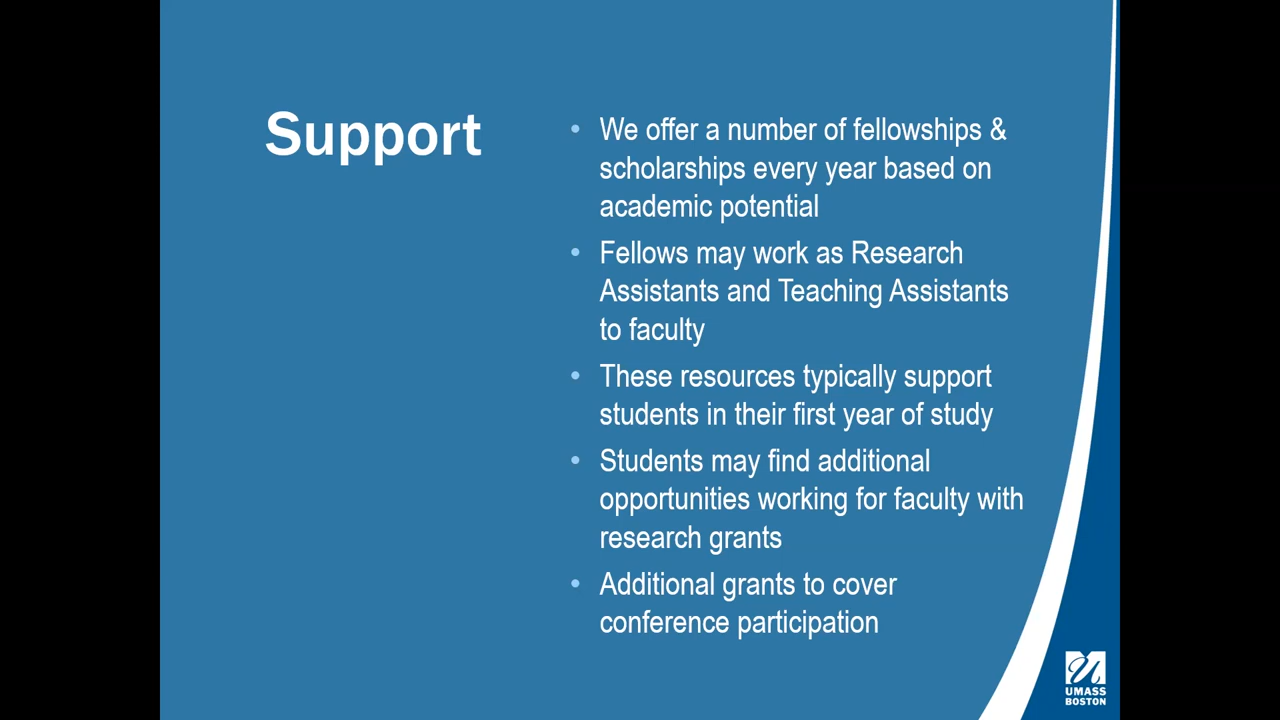 Support
• We offer a number of fellowships &
scholarships every year based on
academic potential
• Fellows may work as Research
Assistants and Teaching Assistants
to faculty
• These resources typically support
students in their first year of study
• Students may find additional
opportunities working for faculty with
research grants
• Additional grants to cover
conference participation
UMASS
BOSTON